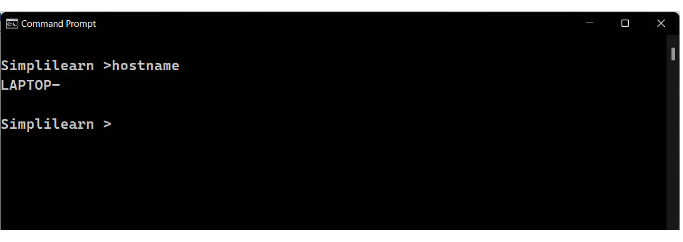 Command Prompt
Simplilearn >hostname
LAPTOP-
Simplilearn >